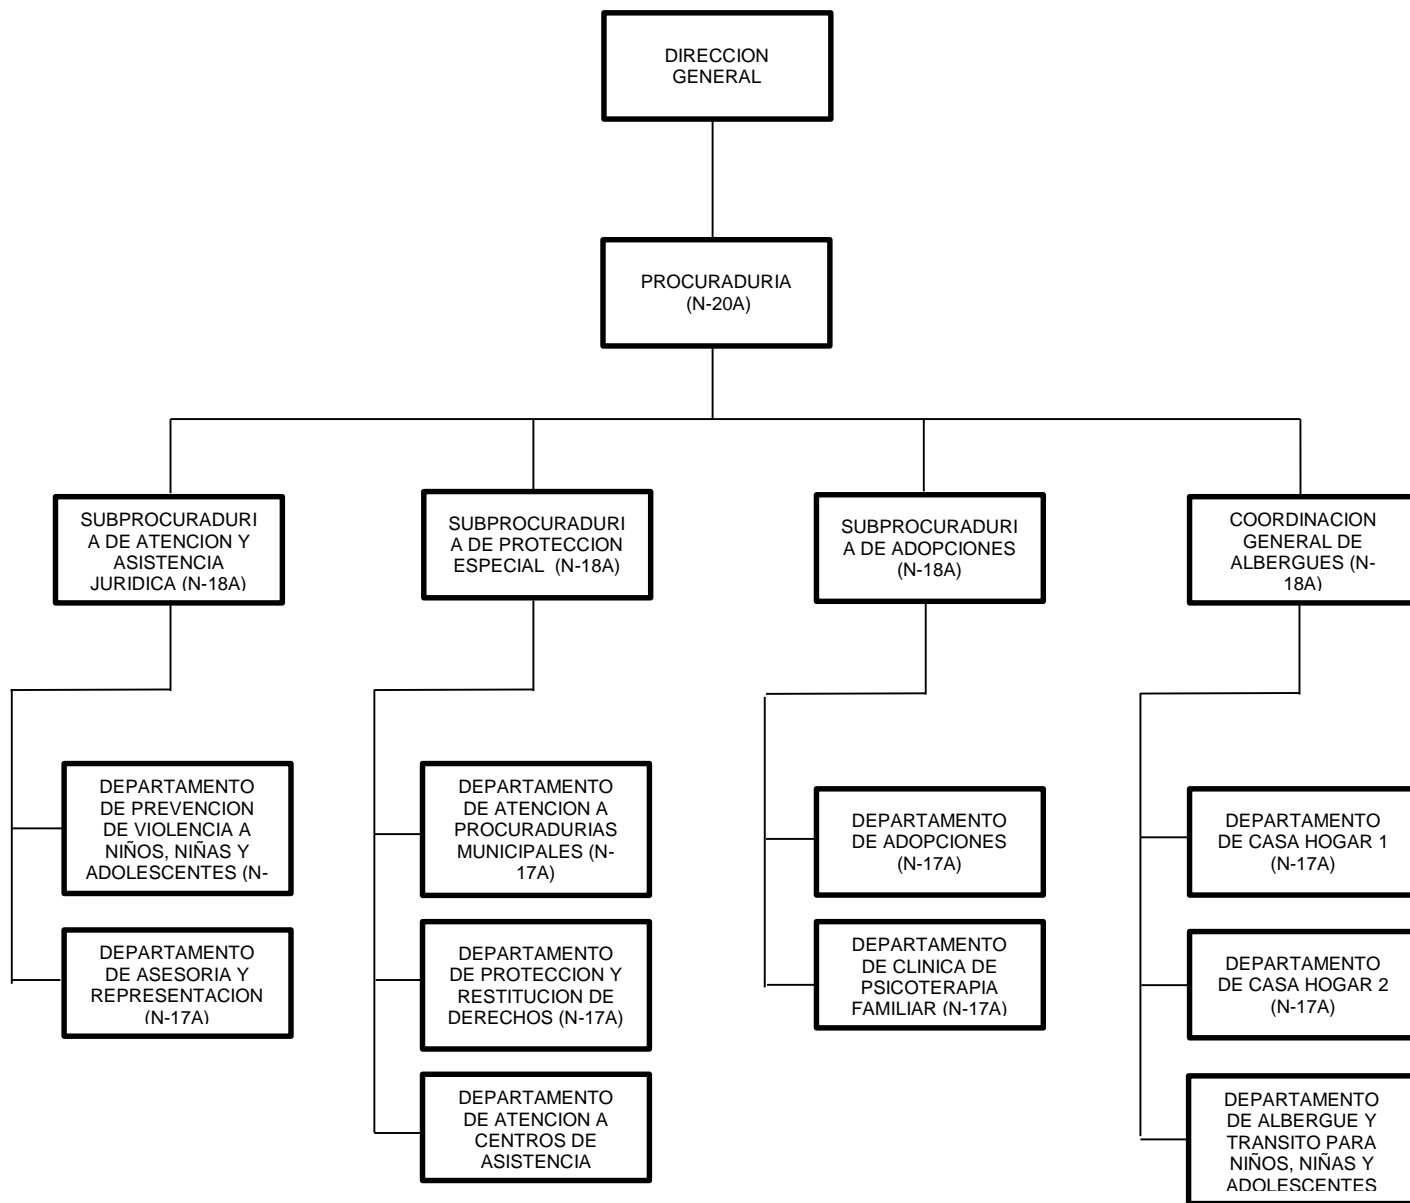 DIRECCION
GENERAL
PROCURADURIA
(N-20A)
SUBPROCURADURI
A DE ATENCION Y
ASISTENCIA
JURIDICA (N-18A)
SUBPROCURADURI
A DE PROTECCION
ESPECIAL (N-18A)
SUBPROCURADURI
A DE ADOPCIONES
(N-18A)
COORDINACION
GENERAL DE
ALBERGUES (N-
18A)
DEPARTAMENTO
DE PREVENCION
DE VIOLENCIA A
NIÑOS, NIÑAS Y
ADOLESCENTES (N-
DEPARTAMENTO
DE ASESORIA Y
REPRESENTACION
(N-17A)
DEPARTAMENTO
DE ATENCION A
PROCURADURIAS
MUNICIPALES (N-
17A)
DEPARTAMENTO
DE PROTECCION Y
RESTITUCION DE
DERECHOS (N-17A)
DEPARTAMENTO
DE ATENCION A
CENTROS DE
ASISTENCIA
DEPARTAMENTO
DE ADOPCIONES
(N-17A)
DEPARTAMENTO
DE CLINICA DE
PSICOTERAPIA
FAMILIAR (N-17A)
DEPARTAMENTO
DE CASA HOGAR 1
(N-17A)
DEPARTAMENTO
DE CASA HOGAR 2
(N-17A)
DEPARTAMENTO
DE ALBERGUE Y
TRANSITO PARA
NIÑOS, NIÑAS Y
ADOLESCENTES